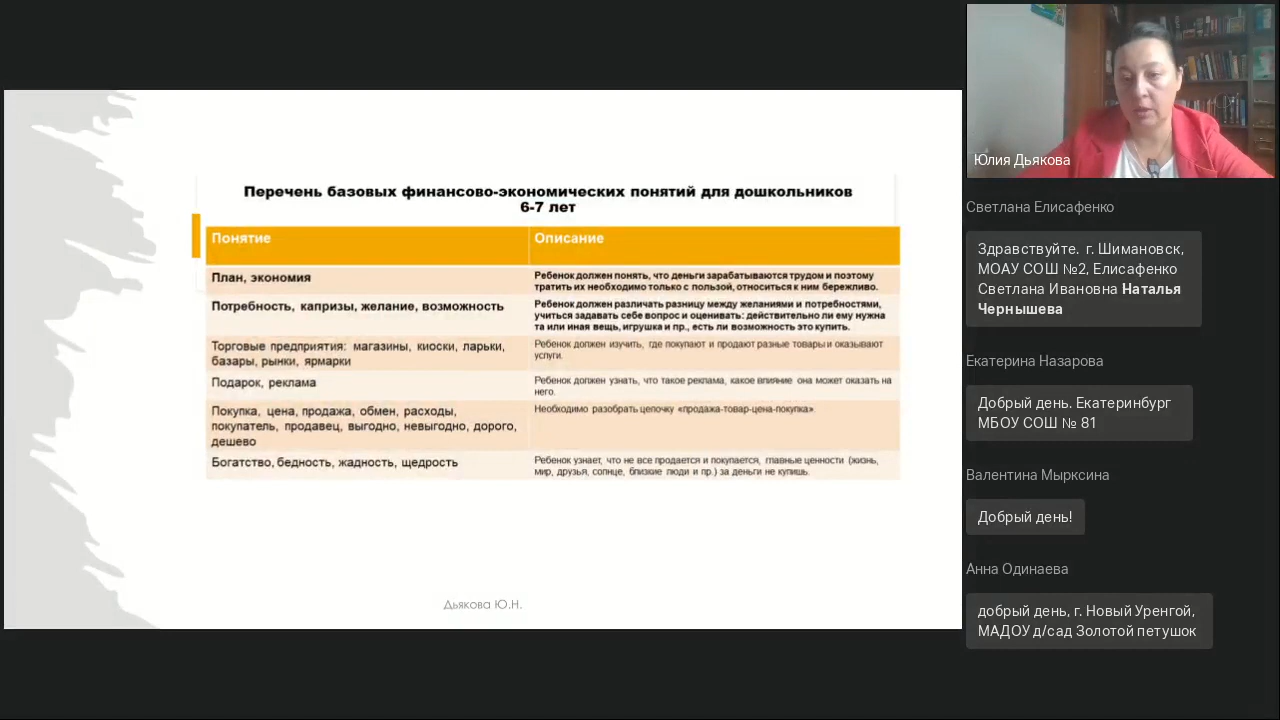 Перечень базовых финансово-экономических понятий для дошкольников
6-7 лет
Понятие
Описание
План, экономия
Ребенок должен понять, что деньги зарабатываются трудом и поэтому
тратить их необходимо только с пользой, относиться к ним бережливо.
Потребность, капризы, желание, возможность
Ребенок должен различать разницу между желаниями и потребностями,
учиться задавать себе вопрос и оценивать: действительно ли ему нужна
та или иная вещь, игрушка и пр., есть ли возможность это купить.
Торговые предприятия: магазины, киоски, ларьки,
базары, рынки, ярмарки
Ребенок должен изучить, где покупают и продают разные товары и оказывают
услуги.
Подарок, реклама
Ребенок должен узнать, что такое реклама, какое влияние она может оказать на
него.
Покупка, цена, продажа, обмен, расходы,
покупатель, продавец, выгодно, невыгодно, дорого,
дешево
Необходимо разобрать цепочку «продажа-товар-цена-покупка».
Богатство, бедность, жадность, щедрость
Ребенок узнает, что не все продается и покупается, главные ценности (жизнь,
мир, друзья, солнце, близкие люди и пр.) за деньги не купишь.
Дьякова Ю.Н.
Юлия Дьякова
Светлана Елисафенко
Здравствуйте. г. Шимановск,
МОАУ СОШ №2, Елисафенко
Светлана Ивановна Наталья
Чернышева
Екатерина Назарова
Добрый день. Екатеринбург
МБОУ СОШ № 81
Валентина Мырксина
Добрый день!
Анна Одинаева
добрый день, г. Новый Уренгой,
МАДОУ д/сад Золотой петушок